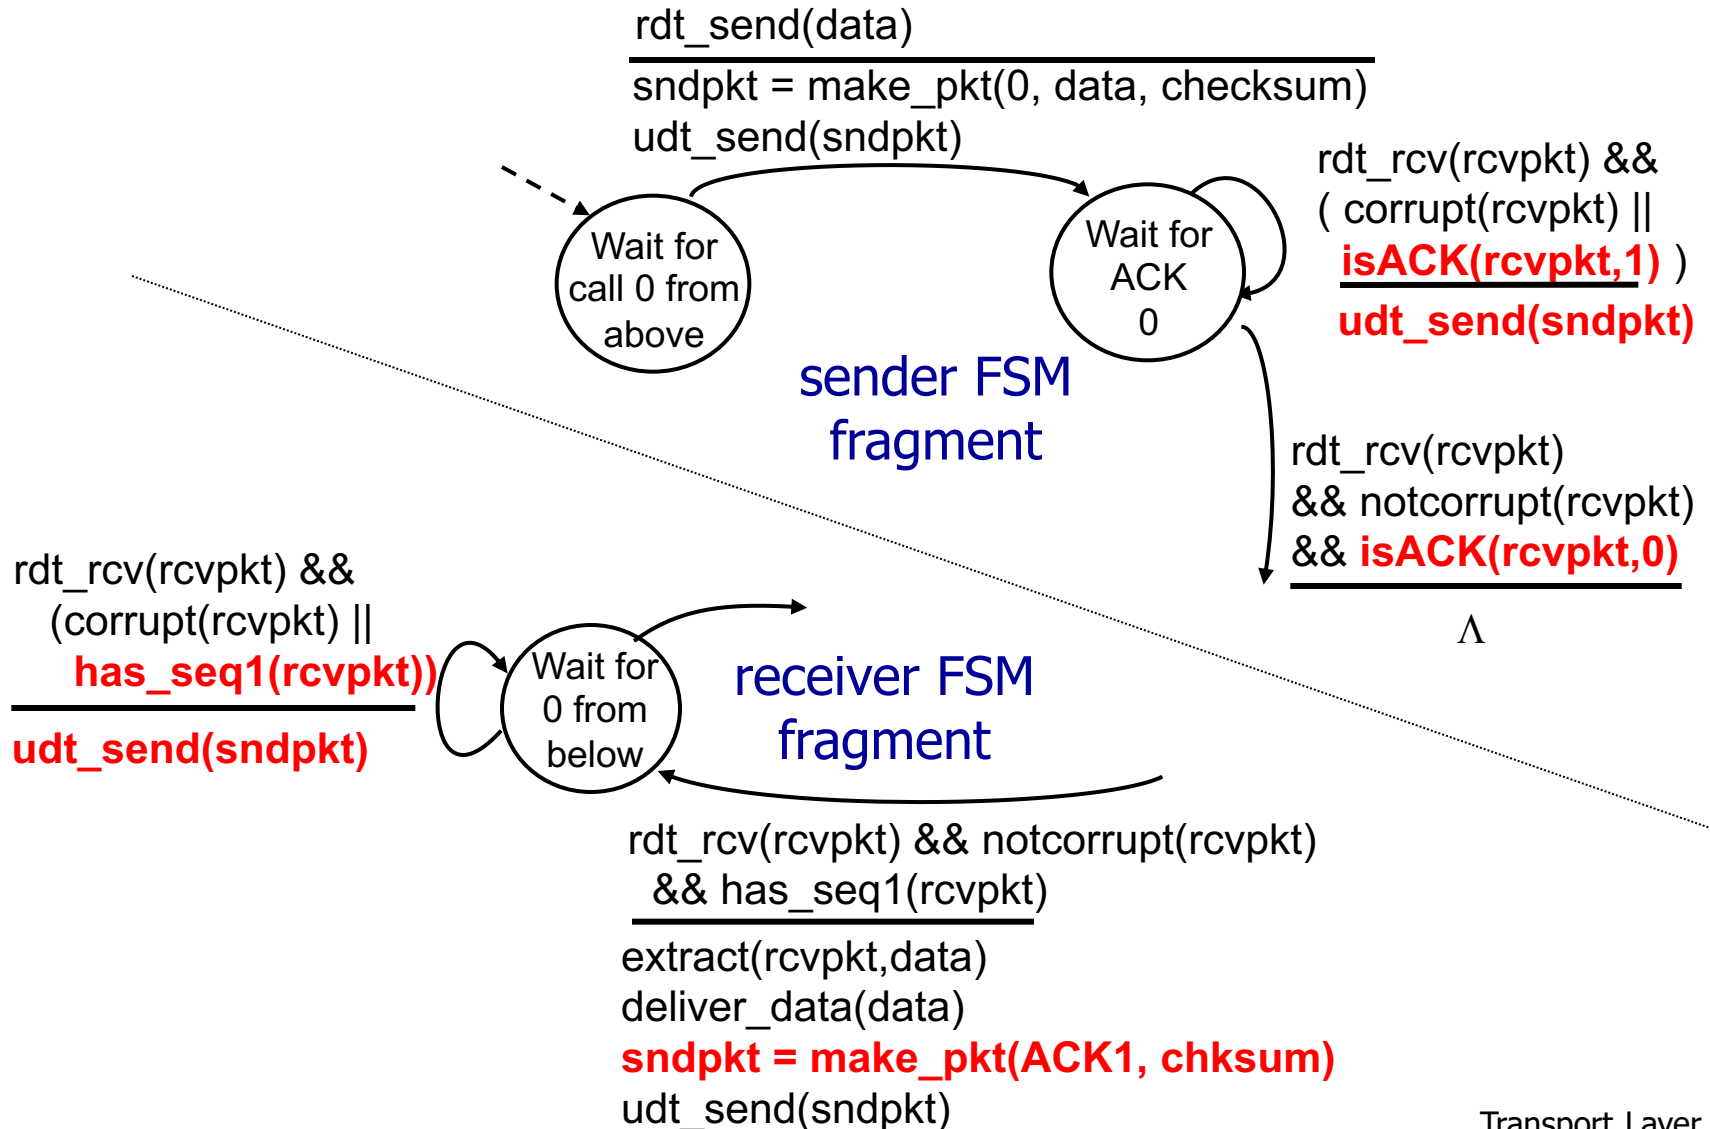 rdt_send(data)
sndpkt = make_pkt(0, data, checksum)
udt_send(sndpkt)
Wait for
call 0 from
above
Wait for
ACK
0
rdt_rcv(rcvpkt) &&
( corrupt(rcvpkt) ||
isACK(rcvpkt,1) )
udt_send(sndpkt)
sender FSM
fragment
rdt_rcv(rcvpkt)
&& notcorrupt(rcvpkt)
&& isACK(rcvpkt,0)
Λ
rdt_rcv(rcvpkt) &&
(corrupt(rcvpkt) ||
has_seq1(rcvpkt))
udt_send(sndpkt)
Wait for
0 from
below
receiver FSM
fragment
rdt_rcv(rcvpkt) && notcorrupt(rcvpkt)
&& has_seq1(rcvpkt)
extract(rcvpkt,data)
deliver_data(data)
sndpkt = make_pkt(ACK1, chksum)
udt_send(sndpkt)
Transport Layer